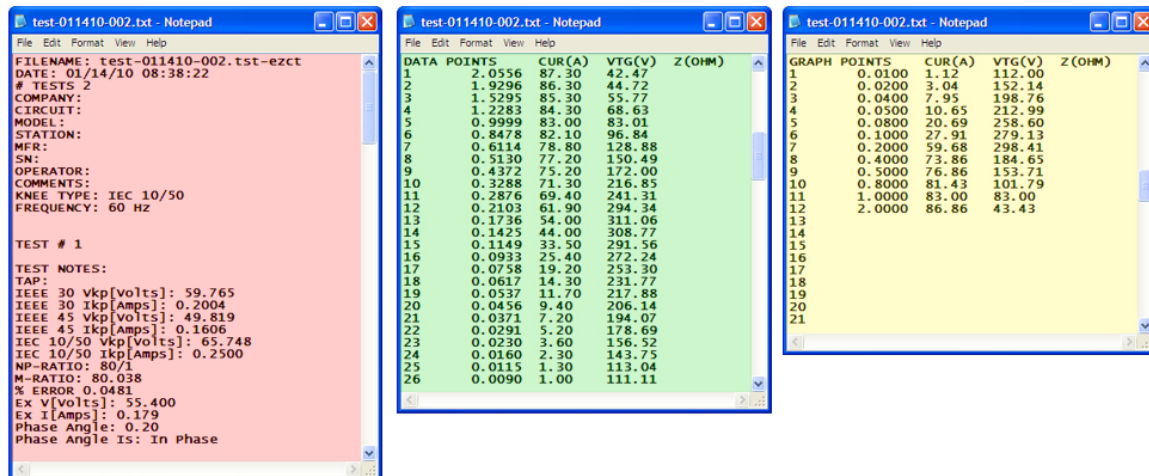 test-011410-002.txt - Notepad
File Edit Format View Help
FILENAME: test-011410-002.tst-ezct
DATE: 01/14/10 08:38:22
# TESTS 2
COMPANY:
CIRCUIT:
MODEL:
STATION:
MFR:
SN:
OPERATOR:
COMMENTS:
KNEE TYPE: IEC 10/50
FREQUENCY: 60 Hz
TEST # 1
TEST NOTES:
TAP:
IEEE 30 Vkp[Volts]: 59.765
IEEE 30 Ikp[Amps]: 0.2004
IEEE 45 Vkp[Volts]: 49.819
IEEE 45 Ikp[Amps]: 0.1606
IEC 10/50 Vkp[Volts]: 65.748
IEC 10/50 Ikp[Amps]: 0.2500
NP-RATIO: 80/1
M-RATIO: 80.038
% ERROR 0.0481
Ex V[Volts]: 55.400
Ex I[Amps]: 0.179
Phase Angle: 0.20
Phase Angle Is: In Phase
test-011410-002.txt - Notepad
File Edit Format View Help
DATA POINTS CUR(A) VTG(V) Z(OHM)
1 2.0556 87.30 42.47
2 1.9296 86.30 44.72
3 1.5295 85.30 55.77
4 1.2283 84.30 68.63
5 0.9999 83.00 83.01
6 0.8478 82.10 96.84
7 0.6114 78.80 128.88
8 0.5130 77.20 150.49
9 0.4372 75.20 172.00
10 0.3288 71.30 216.85
11 0.2876 69.40 241.31
12 0.2103 61.90 294.34
13 0.1736 54.00 311.06
14 0.1425 44.00 308.77
15 0.1149 33.50 291.56
16 0.0933 25.40 272.24
17 0.0758 19.20 253.30
18 0.0617 14.30 231.77
19 0.0537 11.70 217.88
20 0.0456 9.40 206.14
21 0.0371 7.20 194.07
22 0.0291 5.20 178.69
23 0.0230 3.60 156.52
24 0.0160 2.30 143.75
25 0.0115 1.30 113.04
26 0.0090 1.00 111.11
test-011410-002.txt - Notepad
File Edit Format View Help
GRAPH POINTS CUR(A) VTG(V) Z(OHM)
1 0.0100 1.12 112.00
2 0.0200 3.04 152.14
3 0.0400 7.95 198.76
4 0.0500 10.65 212.99
5 0.0800 20.69 258.60
6 0.1000 27.91 279.13
7 0.2000 59.68 298.41
8 0.4000 73.86 184.65
9 0.5000 76.86 153.71
10 0.8000 81.43 101.79
11 1.0000 83.00 83.00
12 2.0000 86.86 43.43
13
14
15
16
17
18
19
20
21